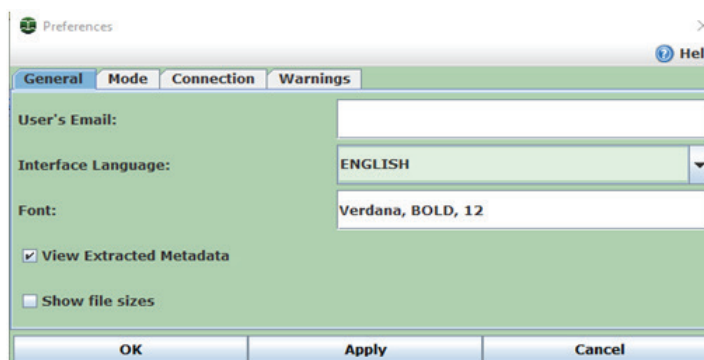 Preferences
Hel
General Mode Connection Warnings
User's Email:
Interface Language: ENGLISH
Font: Verdana, BOLD, 12
View Extracted Metadata
Show file sizes
OK Apply Cancel